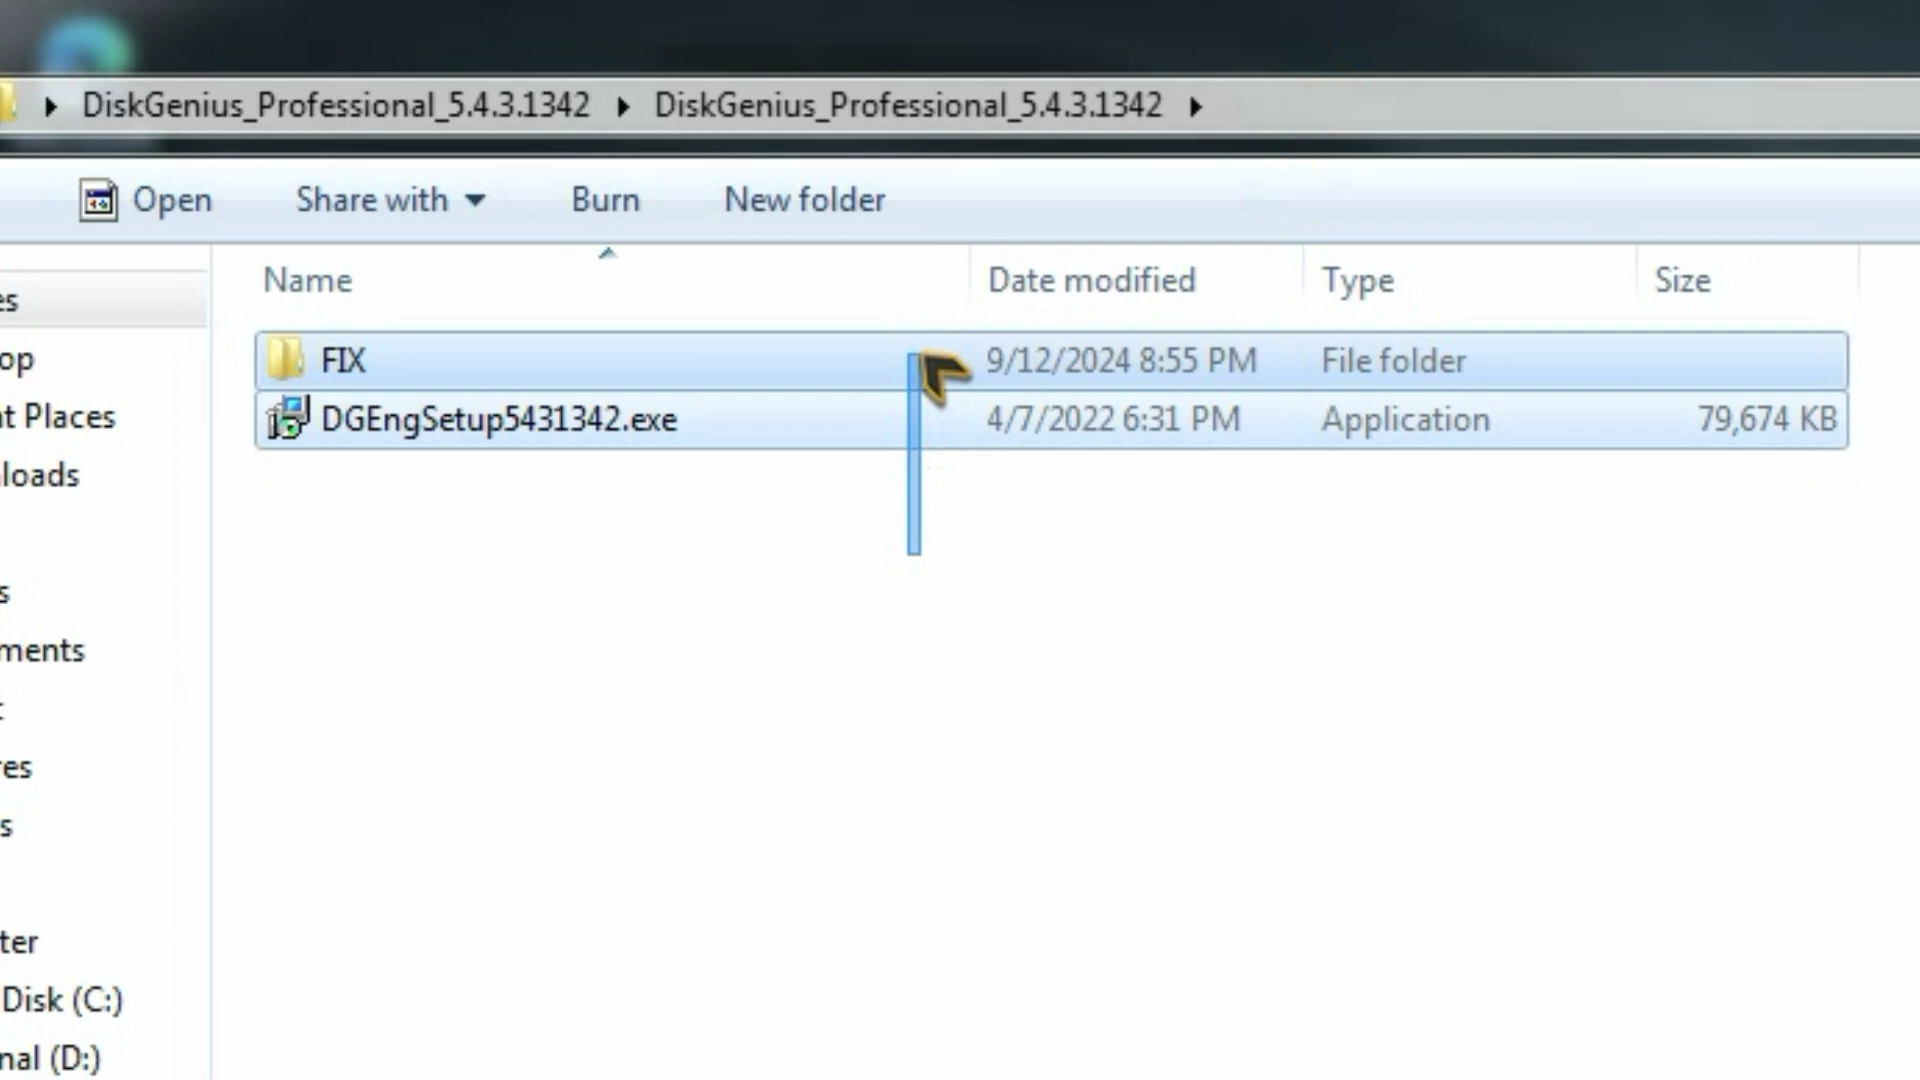 DiskGenius_Professional_5.4.3.1342 DiskGenius_Professional_5.4.3.1342
Open Share with Burn New folder
Name Date modified Type Size
es
FIX 9/12/2024 8:55 PM File folder
op
DGEngSetup5431342.exe 4/7/2022 6:31 PM Application 79,674 KB
t Places
loads
s
ments
t
res
s
ter
Disk (C:)
nal (D:)